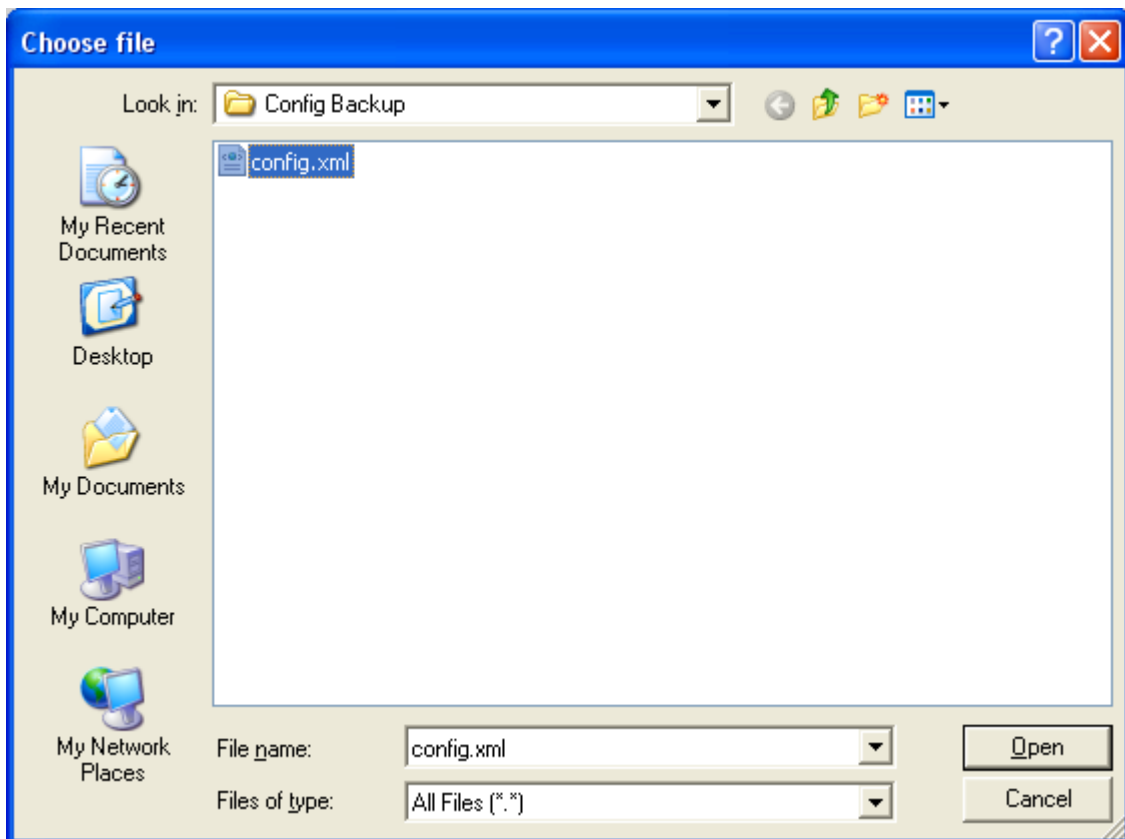 Choose file
Look in:
Config Backup
config.xml
My Recent
Documents
Desktop
My Documents
My Computer
My Network
Places
File name:
config.xml
Open
Files of type:
All Files (*.*)
Cancel